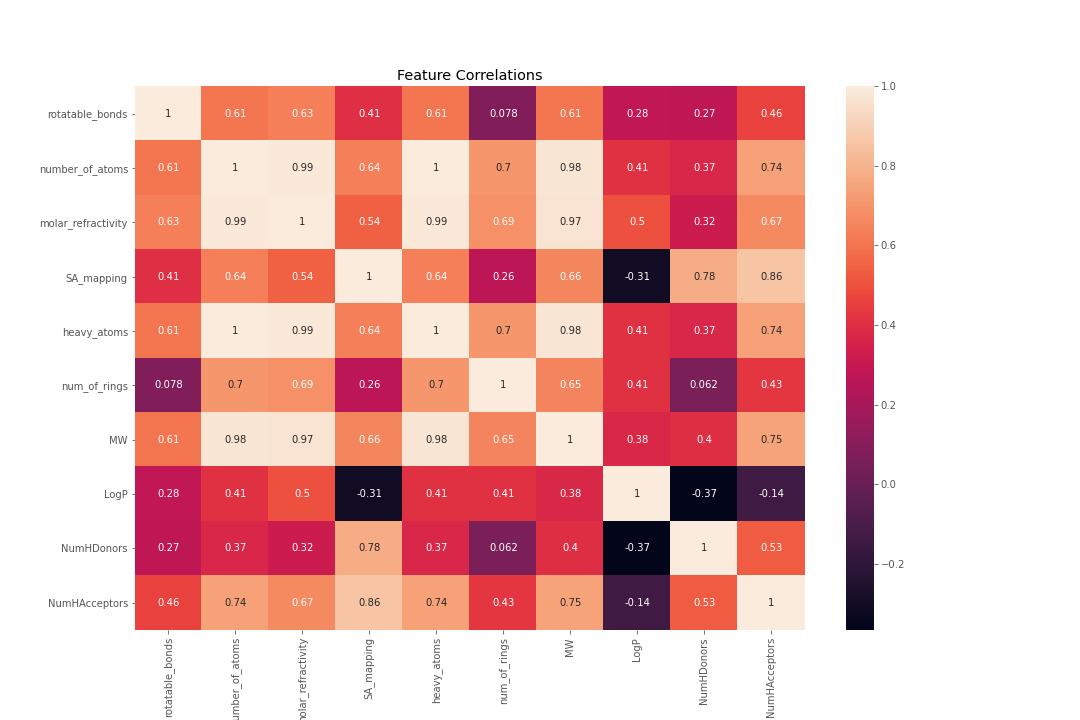 Feature Correlations
rotatable_bonds 1 0.61 0.63 0.41 0.61 0.078 0.61 0.28 0.27 0.46
number_of_atoms 0.61 1 0.99 0.64 1 0.7 0.98 0.41 0.37 0.74
molar_refractivity 0.63 0.99 1 0.54 0.99 0.69 0.97 0.5 0.32 0.67
SA_mapping 0.41 0.64 0.54 1 0.64 0.26 0.66 -0.31 0.78 0.86
heavy_atoms 0.61 1 0.99 0.64 1 0.7 0.98 0.41 0.37 0.74
num_of_rings 0.078 0.7 0.69 0.26 0.7 1 0.65 0.41 0.062 0.43
MW 0.61 0.98 0.97 0.66 0.98 0.65 1 0.38 0.4 0.75
LogP 0.28 0.41 0.5 -0.31 0.41 0.41 0.38 1 -0.37 -0.14
NumHDonors 0.27 0.37 0.32 0.78 0.37 0.062 0.4 -0.37 1 0.53
NumHAcceptors 0.46 0.74 0.67 0.86 0.74 0.43 0.75 -0.14 0.53 1
rotatable_bonds
umber_of_atoms
olar_refractivity
SA_mapping
heavy_atoms
num_of_rings
MW
LogP
NumHDonors
NumHAcceptors
1.0
0.8
0.6
0.4
0.2
0.0
−0.2